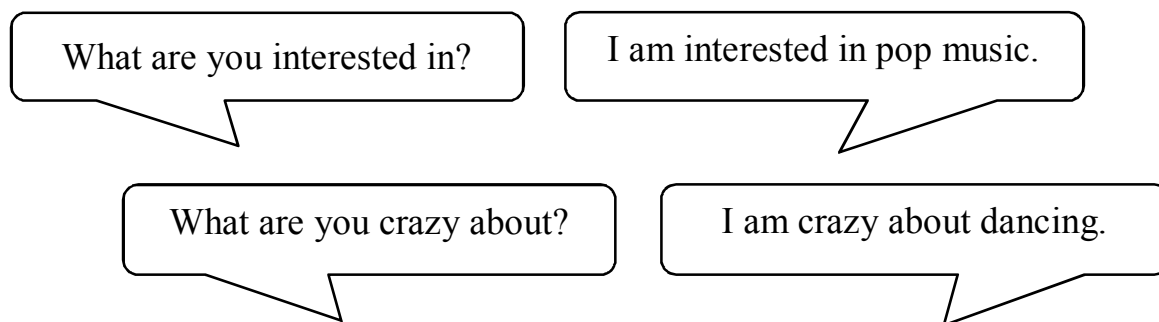 What are you interested in?
I am interested in pop music.
What are you crazy about?
I am crazy about dancing.